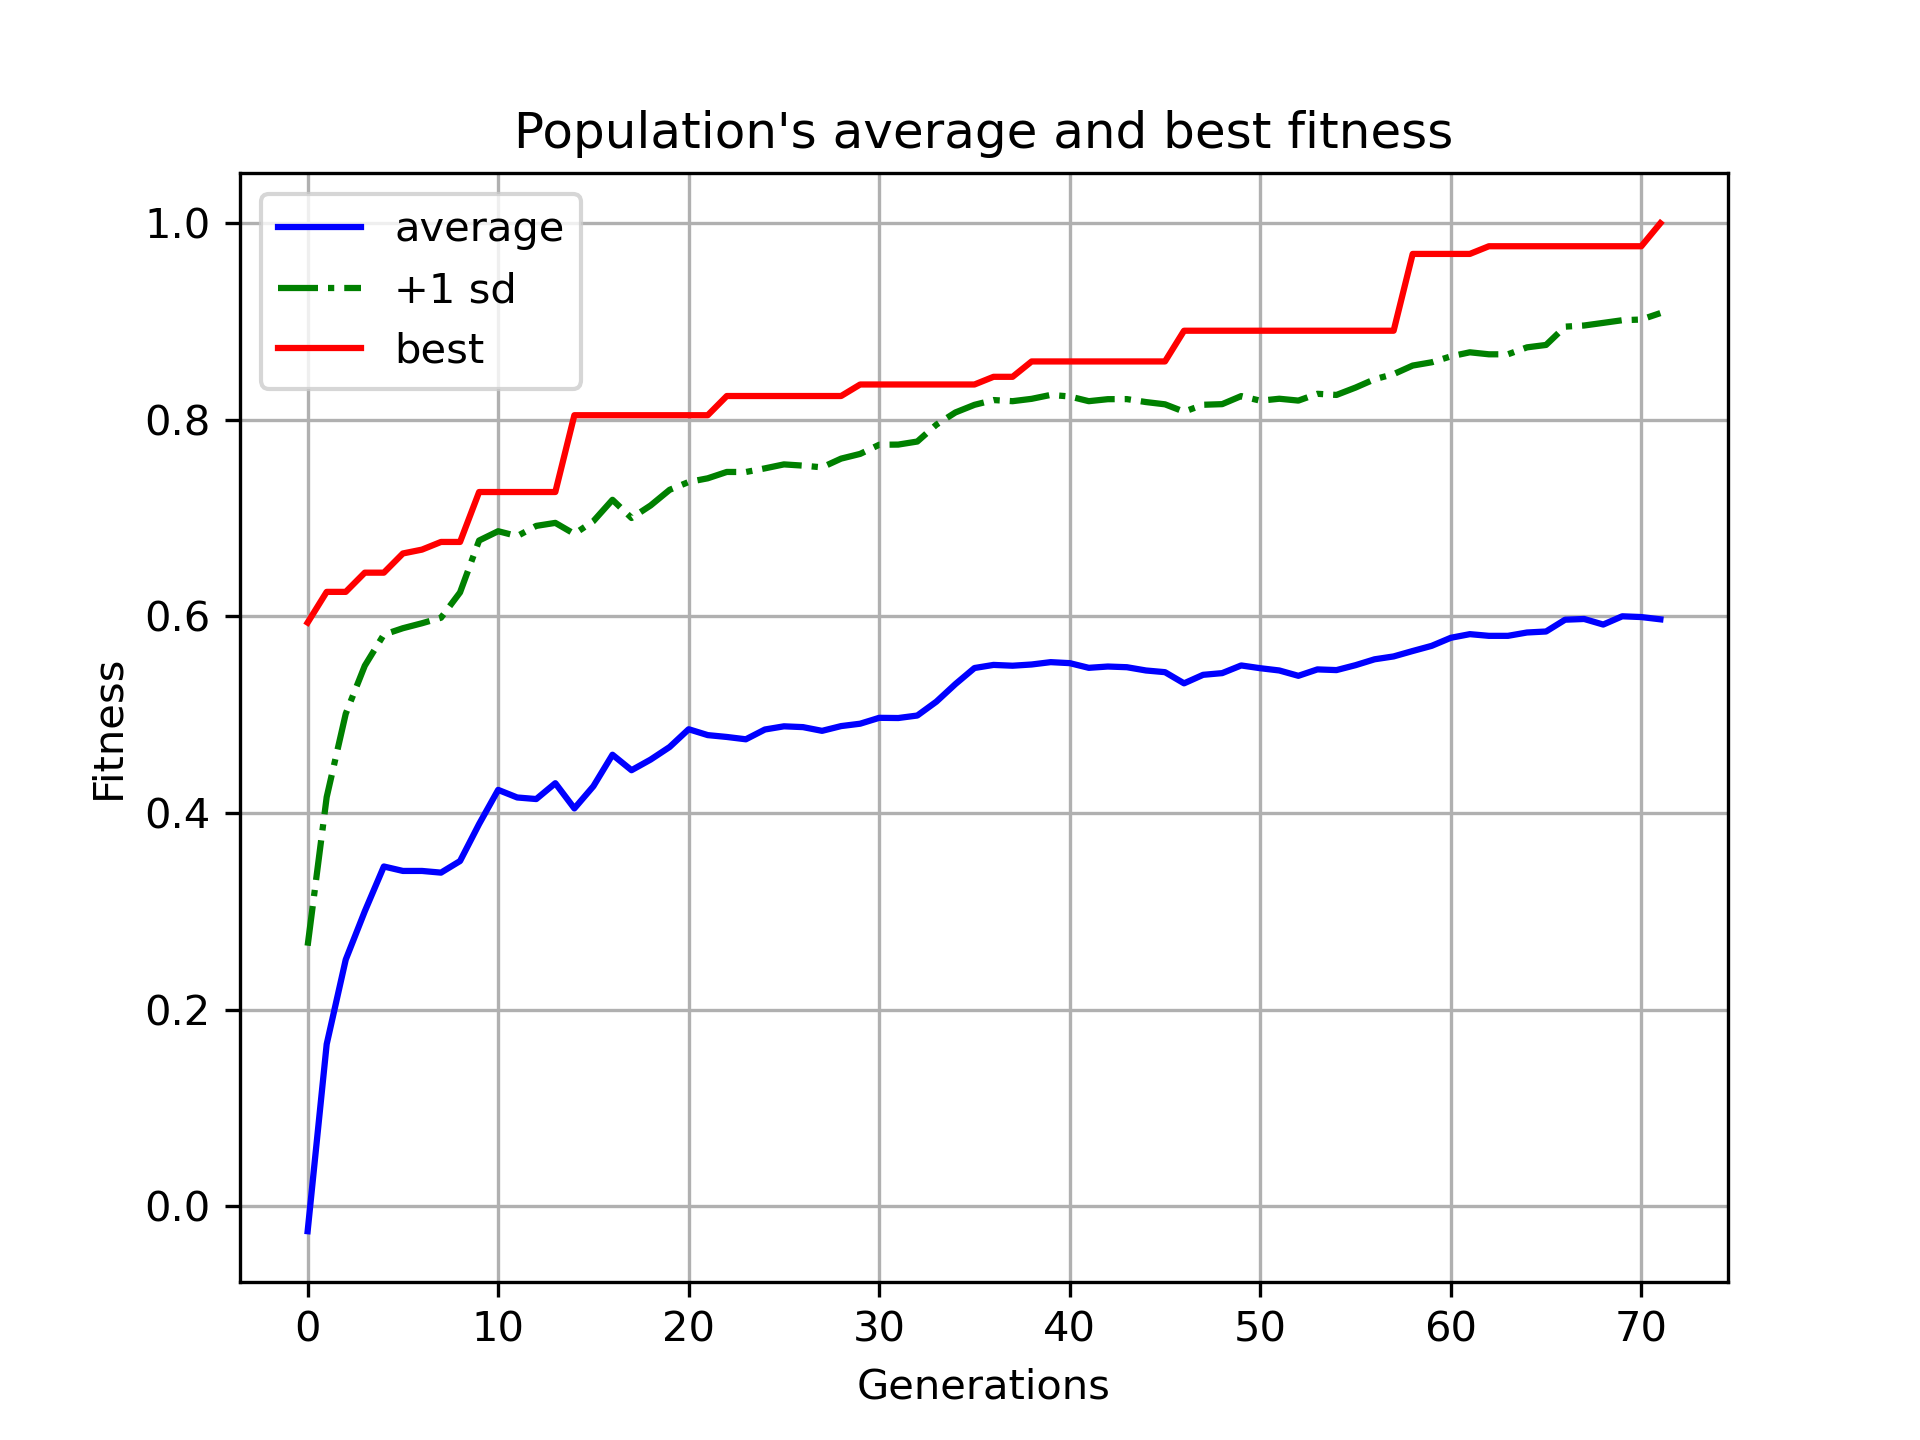 Population's average and best fitness
average
+1 sd
best
1.0
0.8
0.6
0.4
0.2
0.0
Fitness
0 10 20 30 40 50 60 70
Generations